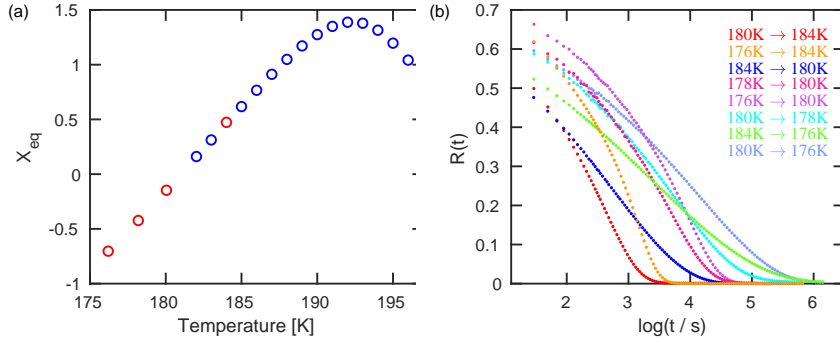 (a)
1.5
1
0.5
0
-0.5
-1
X_eq
175
180
185
190
195
Temperature [K]
(b)
0.7
0.6
0.5
0.4
0.3
0.2
0.1
0
R(t)
180K → 184K
176K → 184K
184K → 180K
178K → 180K
176K → 180K
180K → 178K
184K → 176K
180K → 176K
2
3
4
5
6
log(t / s)